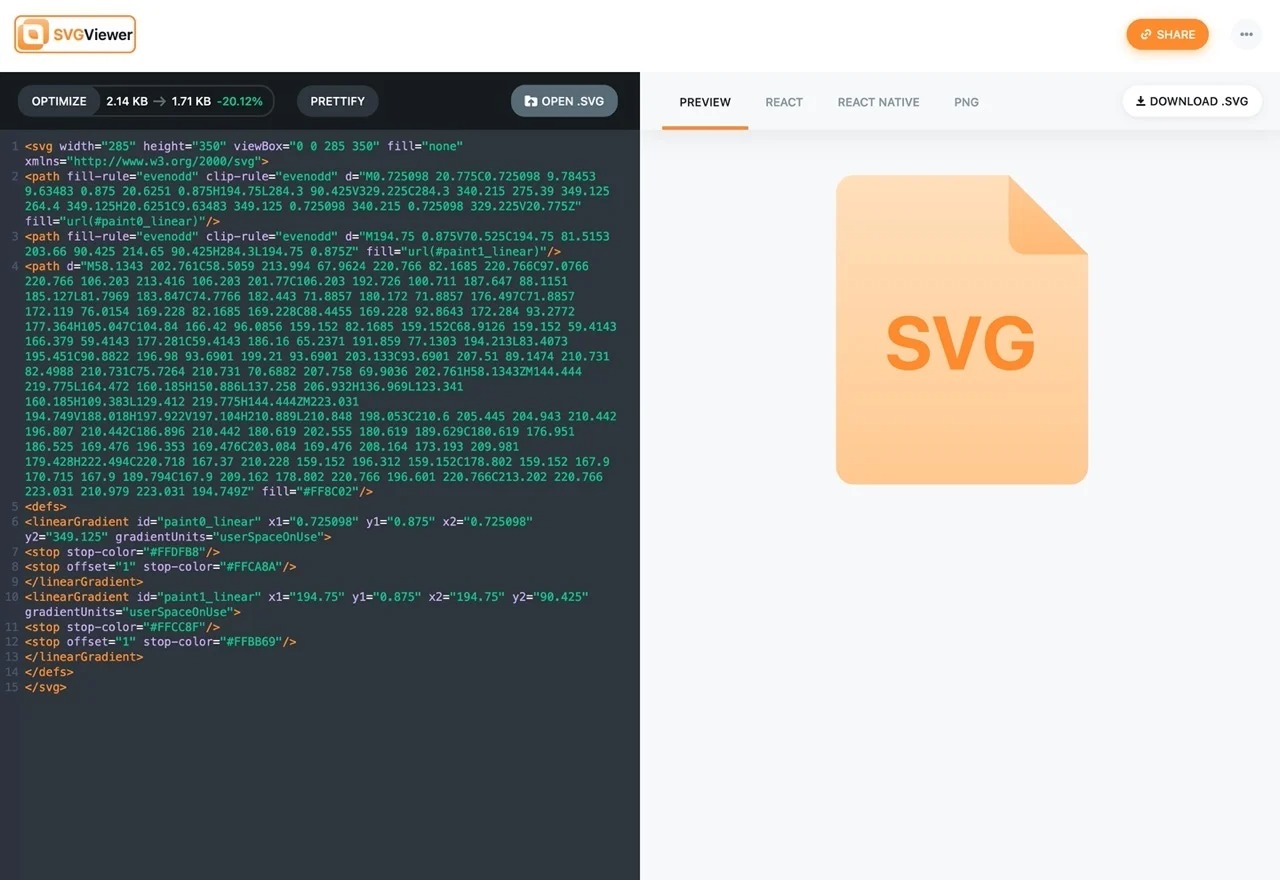 SVGViewer
SHARE
OPTIMIZE 2.14 KB → 1.71 KB -20.12% PRETTIFY OPEN .SVG
PREVIEW REACT REACT NATIVE PNG DOWNLOAD .SVG
1 <svg width="285" height="350" viewBox="0 0 285 350" fill="none"
xmlns="http://www.w3.org/2000/svg">
2 <path fill-rule="evenodd" clip-rule="evenodd" d="M0.725098 20.775C0.725098 9.78453
9.63483 0.875 20.6251 0.875H194.75L284.3 90.425V329.225C284.3 340.215 275.39 349.125
264.4 349.125H20.6251C9.63483 349.125 0.725098 340.215 0.725098 329.225V20.775Z"
fill="url(#paint0_linear)"/>
3 <path fill-rule="evenodd" clip-rule="evenodd" d="M194.75 0.875V70.525C194.75 81.5153
203.66 90.425 214.65 90.425H284.3L194.75 0.875Z" fill="url(#paint1_linear)"/>
4 <path d="M58.1343 202.761C58.5059 213.994 67.9624 220.766 82.1685 220.766C97.0766
220.766 106.203 213.416 106.203 201.77C106.203 192.726 100.711 187.647 88.1151
185.127L81.7969 183.847C74.7766 182.443 71.8857 180.172 71.8857 176.497C71.8857
172.119 76.0154 169.228 82.1685 169.228C88.4455 169.228 92.8643 172.284 93.2772
177.364H105.047C104.84 166.42 96.0856 159.152 82.1685 159.152C68.9126 159.152 59.4143
166.379 59.4143 177.281C59.4143 186.16 65.2371 191.859 77.1303 194.213L83.4073
195.451C90.8822 196.98 93.6901 199.21 93.6901 203.133C93.6901 207.51 89.1474 210.731
82.4988 210.731C75.7264 210.731 70.6882 207.758 69.9036 202.761H58.1343ZM144.444
219.775L164.472 160.185H150.886L137.258 206.932H136.969L123.341
160.185H109.383L129.412 219.775H144.444ZM223.031
194.749V188.018H197.922V197.104H210.889L210.848 198.053C210.6 205.445 204.943 210.442
196.807 210.442C186.896 210.442 180.619 202.555 180.619 189.629C180.619 176.951
186.525 169.476 196.353 169.476C203.084 169.476 208.164 173.193 209.981
179.428H222.494C220.718 167.37 210.228 159.152 196.312 159.152C178.802 159.152 167.9
170.715 167.9 189.794C167.9 209.162 178.802 220.766 196.601 220.766C213.202 220.766
223.031 210.979 223.031 194.749Z" fill="#FF8C02"/>
5 <defs>
6 <linearGradient id="paint0_linear" x1="0.725098" y1="0.875" x2="0.725098"
y2="349.125" gradientUnits="userSpaceOnUse">
7 <stop stop-color="#FFDFB8"/>
8 <stop offset="1" stop-color="#FFCA8A"/>
9 </linearGradient>
10 <linearGradient id="paint1_linear" x1="194.75" y1="0.875" x2="194.75" y2="90.425"
gradientUnits="userSpaceOnUse">
11 <stop stop-color="#FFCC8F"/>
12 <stop offset="1" stop-color="#FFBB69"/>
13 </linearGradient>
14 </defs>
15 </svg>
SVG